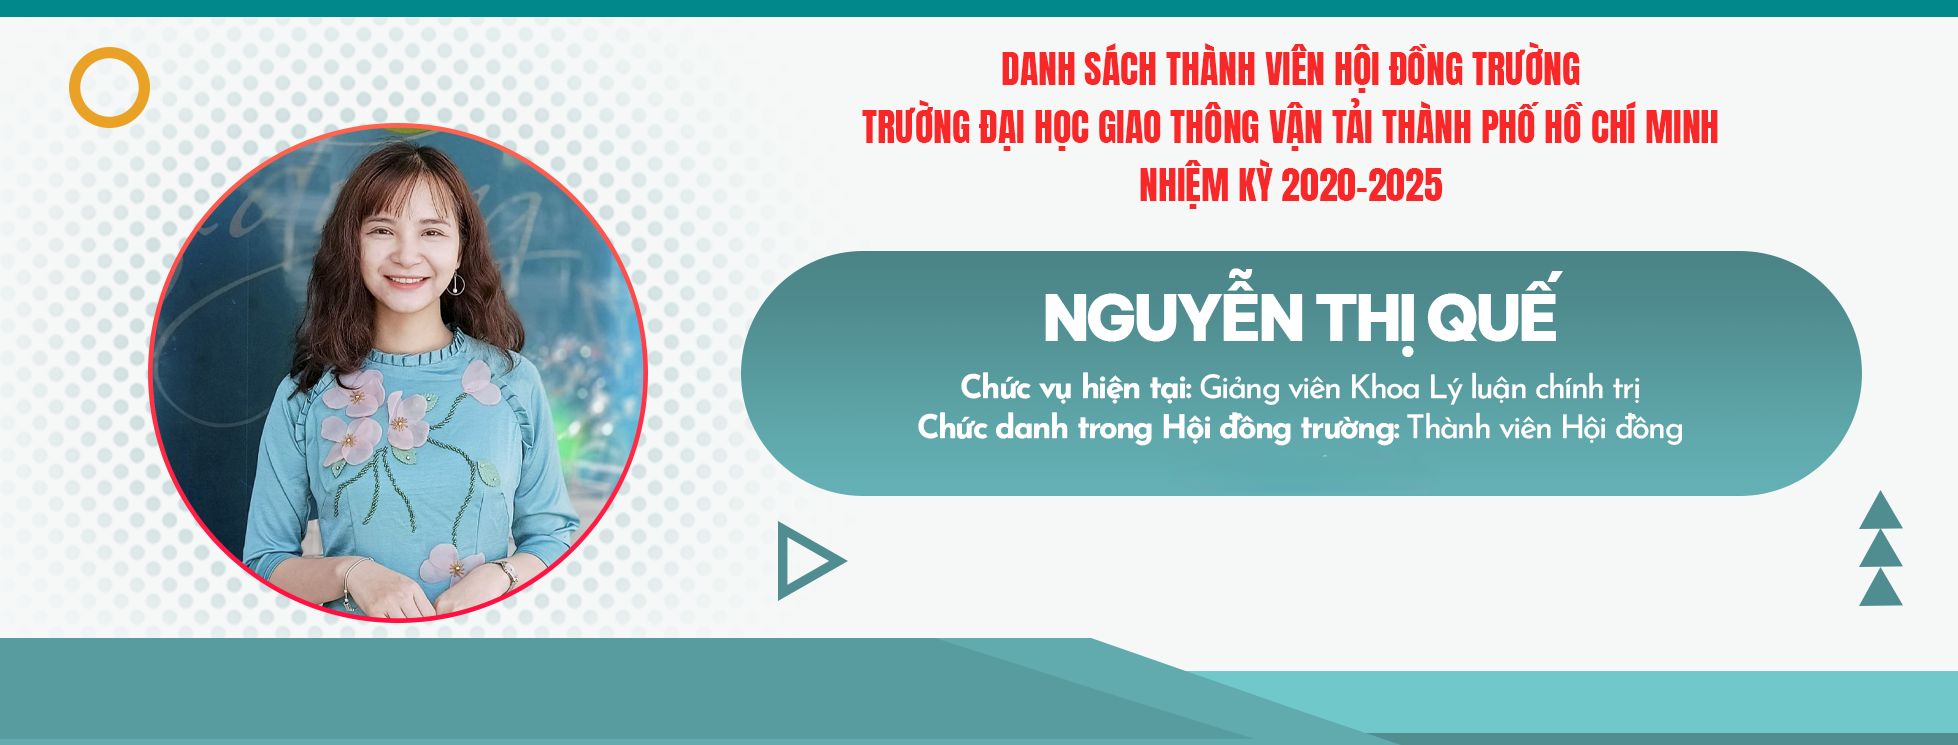 DANH SÁCH THÀNH VIÊN HỘI ĐỒNG TRƯỜNG
TRƯỜNG ĐẠI HỌC GIAO THÔNG VẬN TẢI THÀNH PHỐ HỒ CHÍ MINH
NHIỆM KỲ 2020-2025
NGUYỄN THỊ QUẾ
Chức vụ hiện tại: Giảng viên Khoa Lý luận chính trị
Chức danh trong Hội đồng trường: Thành viên Hội đồng